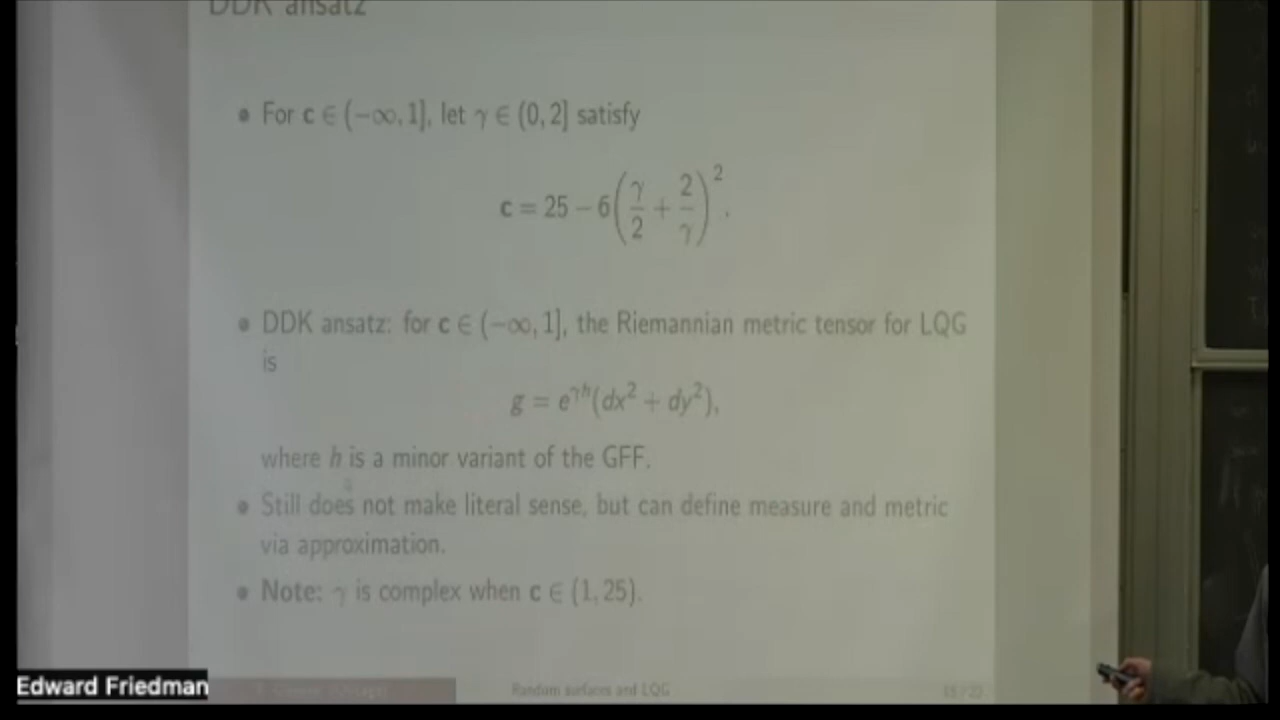 DDK ansatz
• For c ∈ (−∞, 1], let γ ∈ (0, 2] satisfy
c = 25 − 6(γ/2 + 2/γ)².
• DDK ansatz: for c ∈ (−∞, 1], the Riemannian metric tensor for LQG
is
g = e^{γh}(dx² + dy²),
where h is a minor variant of the GFF.
• Still does not make literal sense, but can define measure and metric
via approximation.
• Note: γ is complex when c ∈ (1, 25).
Edward Friedman
Random surfaces and LQG